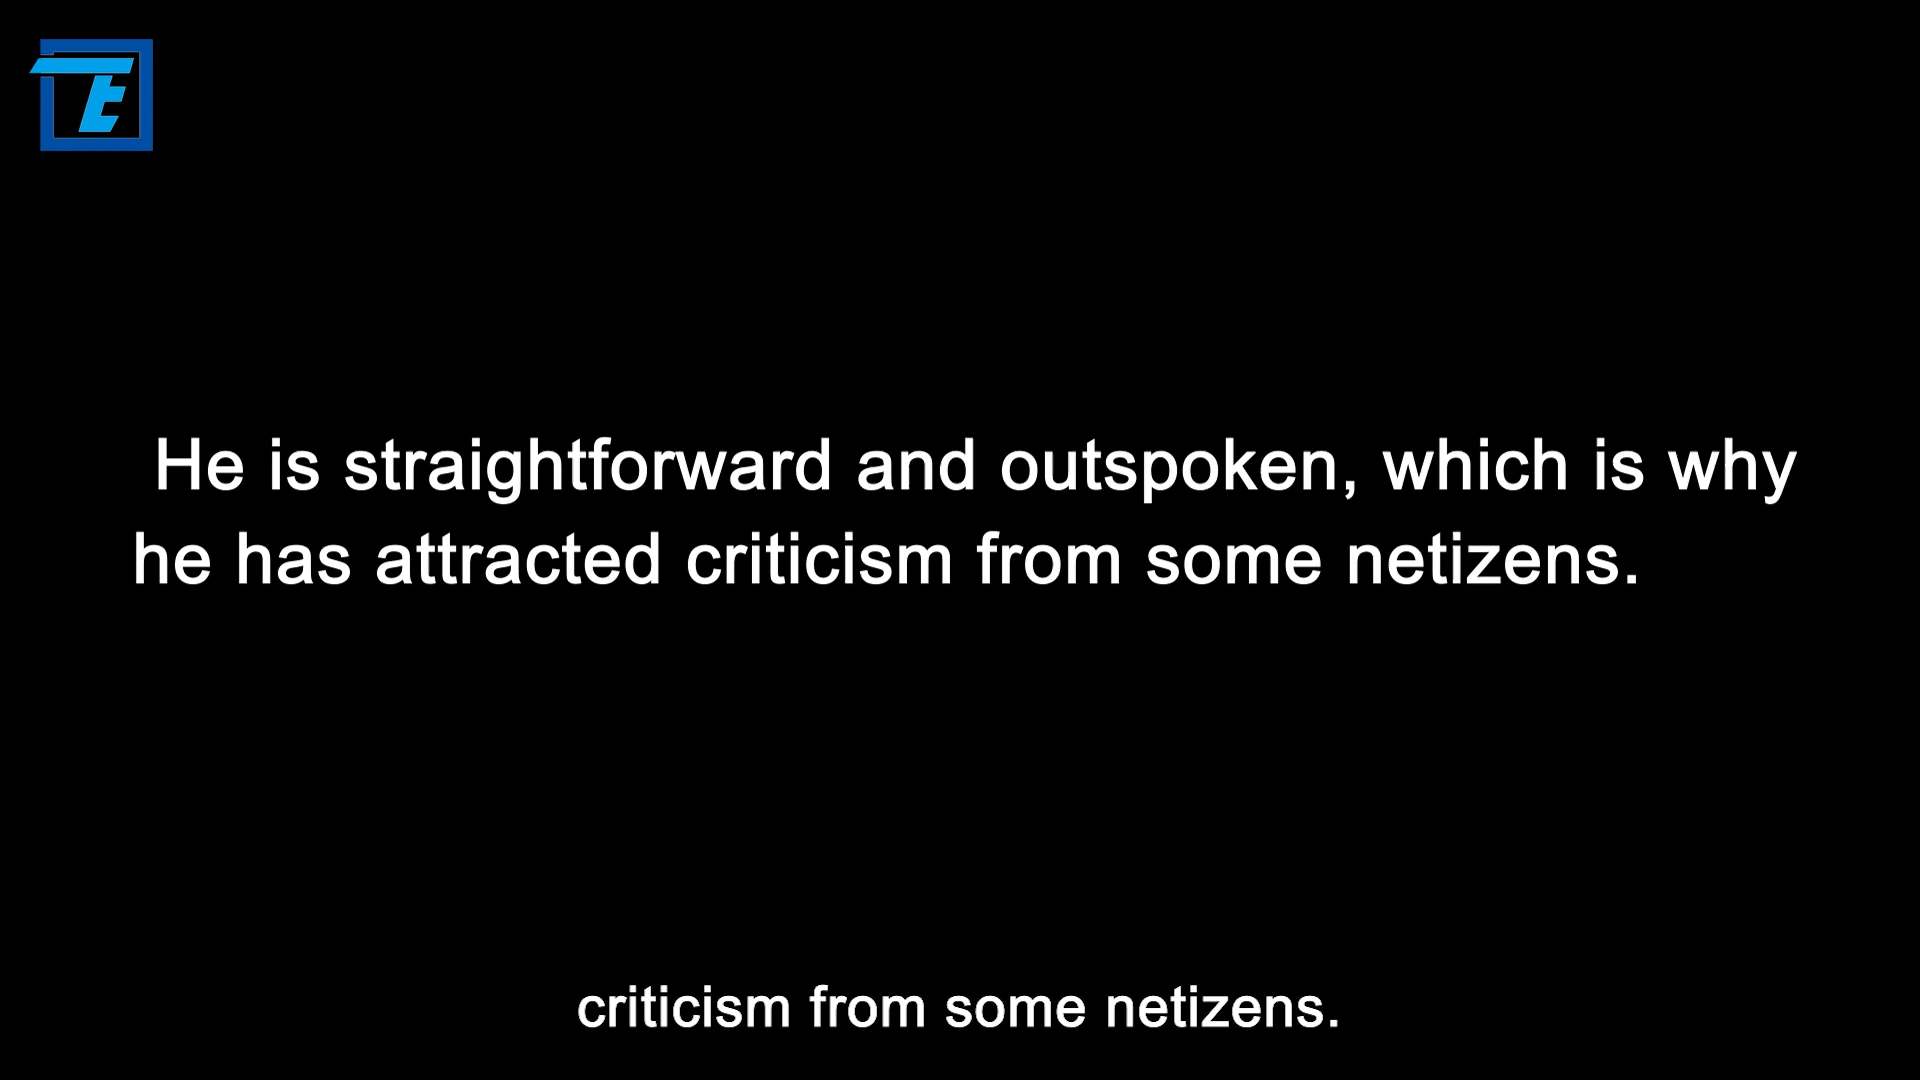 He is straightforward and outspoken, which is why
he has attracted criticism from some netizens.
criticism from some netizens.